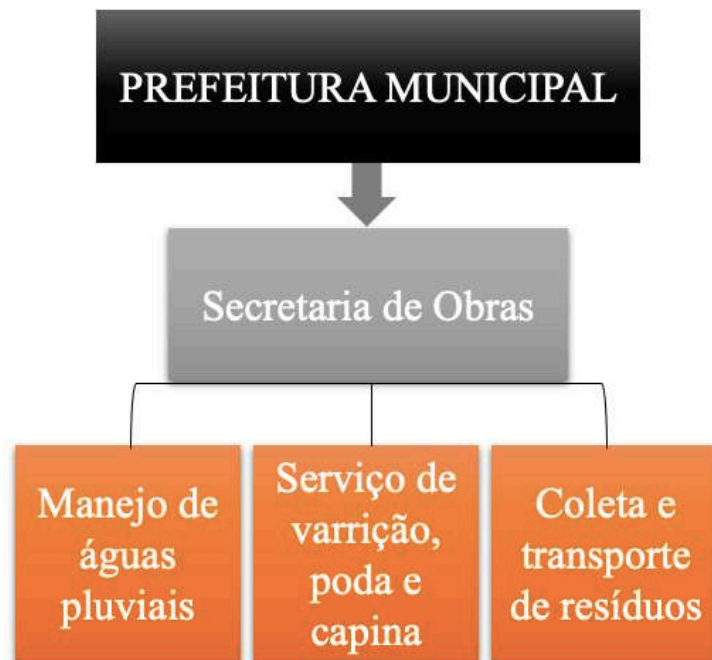 PREFEITURA MUNICIPAL
Secretaria de Obras
Manejo de
águas
pluviais
Serviço de
varrição,
poda e
capina
Coleta e
transporte
de resíduos